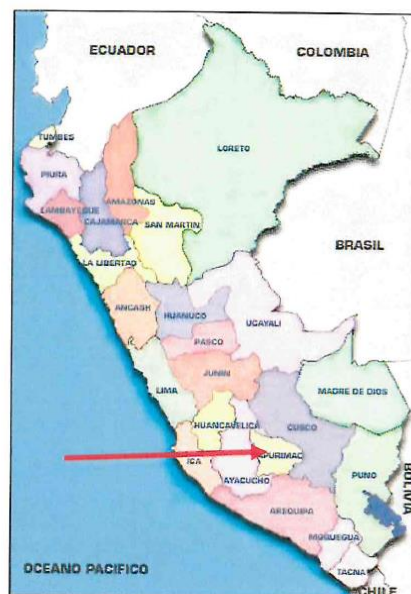 ECUADOR
COLOMBIA
TUMBES
LORETO
PIURA
AMAZONAS
LAMBAYEQUE
CAJAMARCA
SAN MARTIN
BRASIL
LA LIBERTAD
ANCASH
HUANUCO
UCAYALI
PASCO
JUNIN
LIMA
MADRE DE DIOS
HUANCAVELICA
CUSCO
PURIMAC
ICA
PUNO
AYACUCHO
BOLIVIA
AREQUIPA
MOQUEGUA
OCEANO PACIFICO
TACNA
CHILE